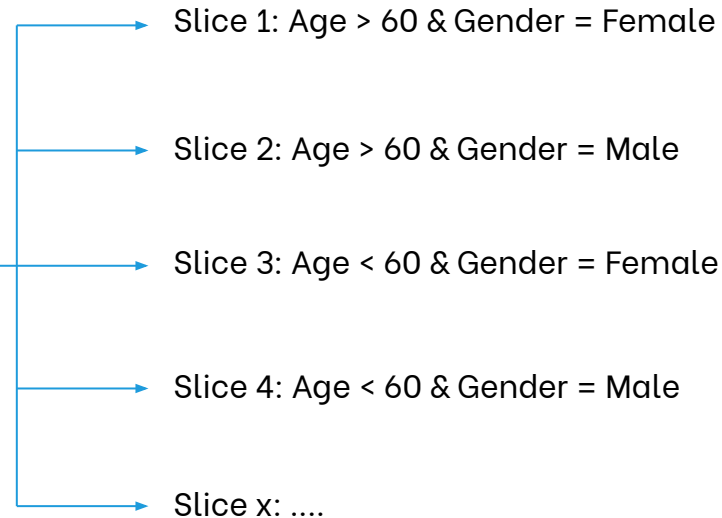 Slice 1: Age > 60 & Gender = Female
Slice 2: Age > 60 & Gender = Male
Slice 3: Age < 60 & Gender = Female
Slice 4: Age < 60 & Gender = Male
Slice x: ....